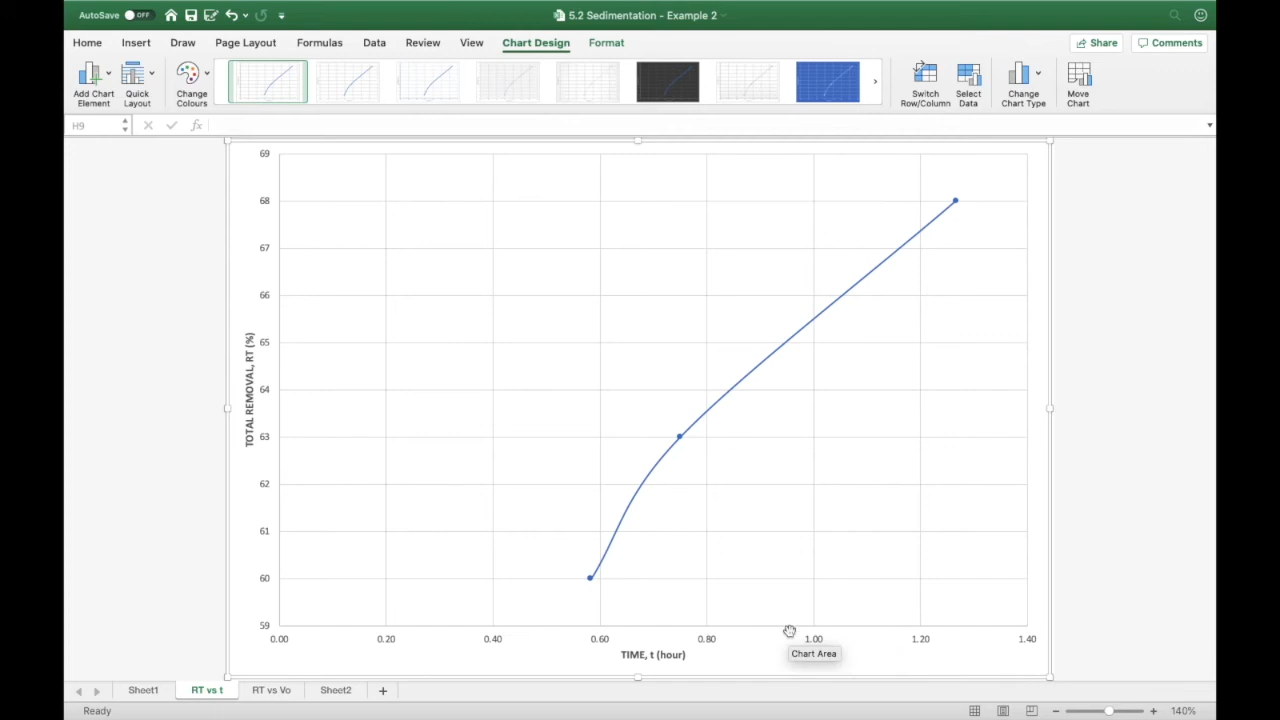 AutoSave OFF
5.2 Sedimentation - Example 2
Home Insert Draw Page Layout Formulas Data Review View Chart Design Format
Share Comments
Add Chart Element
Quick Layout
Change Colours
Switch Row/Column
Select Data
Change Chart Type
Move Chart
H9
fx
69
68
67
66
65
64
63
62
61
60
59
TOTAL REMOVAL, RT (%)
0.00 0.20 0.40 0.60 0.80 1.00 1.20 1.40
TIME, t (hour)
Chart Area
Sheet1 RT vs t RT vs Vo Sheet2 +
Ready
140%